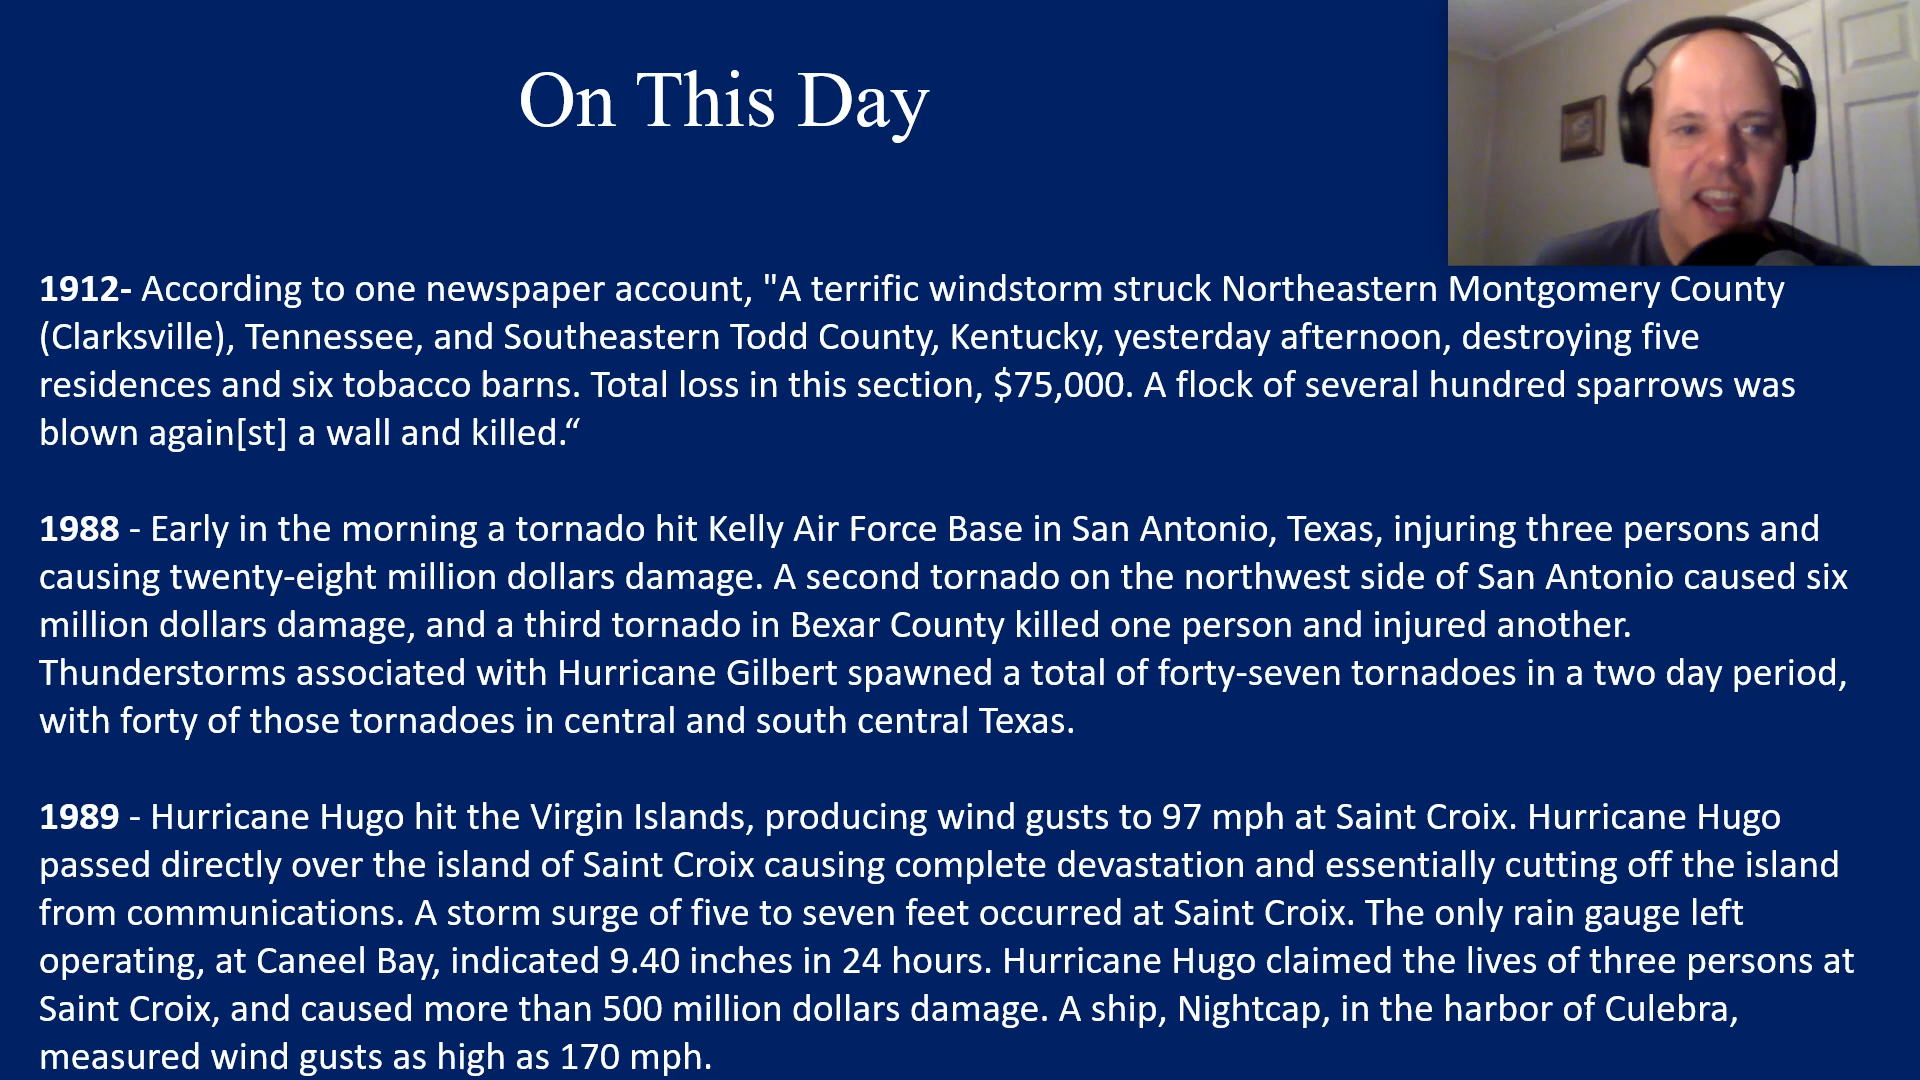 On This Day
1912- According to one newspaper account, "A terrific windstorm struck Northeastern Montgomery County
(Clarksville), Tennessee, and Southeastern Todd County, Kentucky, yesterday afternoon, destroying five
residences and six tobacco barns. Total loss in this section, $75,000. A flock of several hundred sparrows was
blown again[st] a wall and killed.“
1988 - Early in the morning a tornado hit Kelly Air Force Base in San Antonio, Texas, injuring three persons and
causing twenty-eight million dollars damage. A second tornado on the northwest side of San Antonio caused six
million dollars damage, and a third tornado in Bexar County killed one person and injured another.
Thunderstorms associated with Hurricane Gilbert spawned a total of forty-seven tornadoes in a two day period,
with forty of those tornadoes in central and south central Texas.
1989 - Hurricane Hugo hit the Virgin Islands, producing wind gusts to 97 mph at Saint Croix. Hurricane Hugo
passed directly over the island of Saint Croix causing complete devastation and essentially cutting off the island
from communications. A storm surge of five to seven feet occurred at Saint Croix. The only rain gauge left
operating, at Caneel Bay, indicated 9.40 inches in 24 hours. Hurricane Hugo claimed the lives of three persons at
Saint Croix, and caused more than 500 million dollars damage. A ship, Nightcap, in the harbor of Culebra,
measured wind gusts as high as 170 mph.